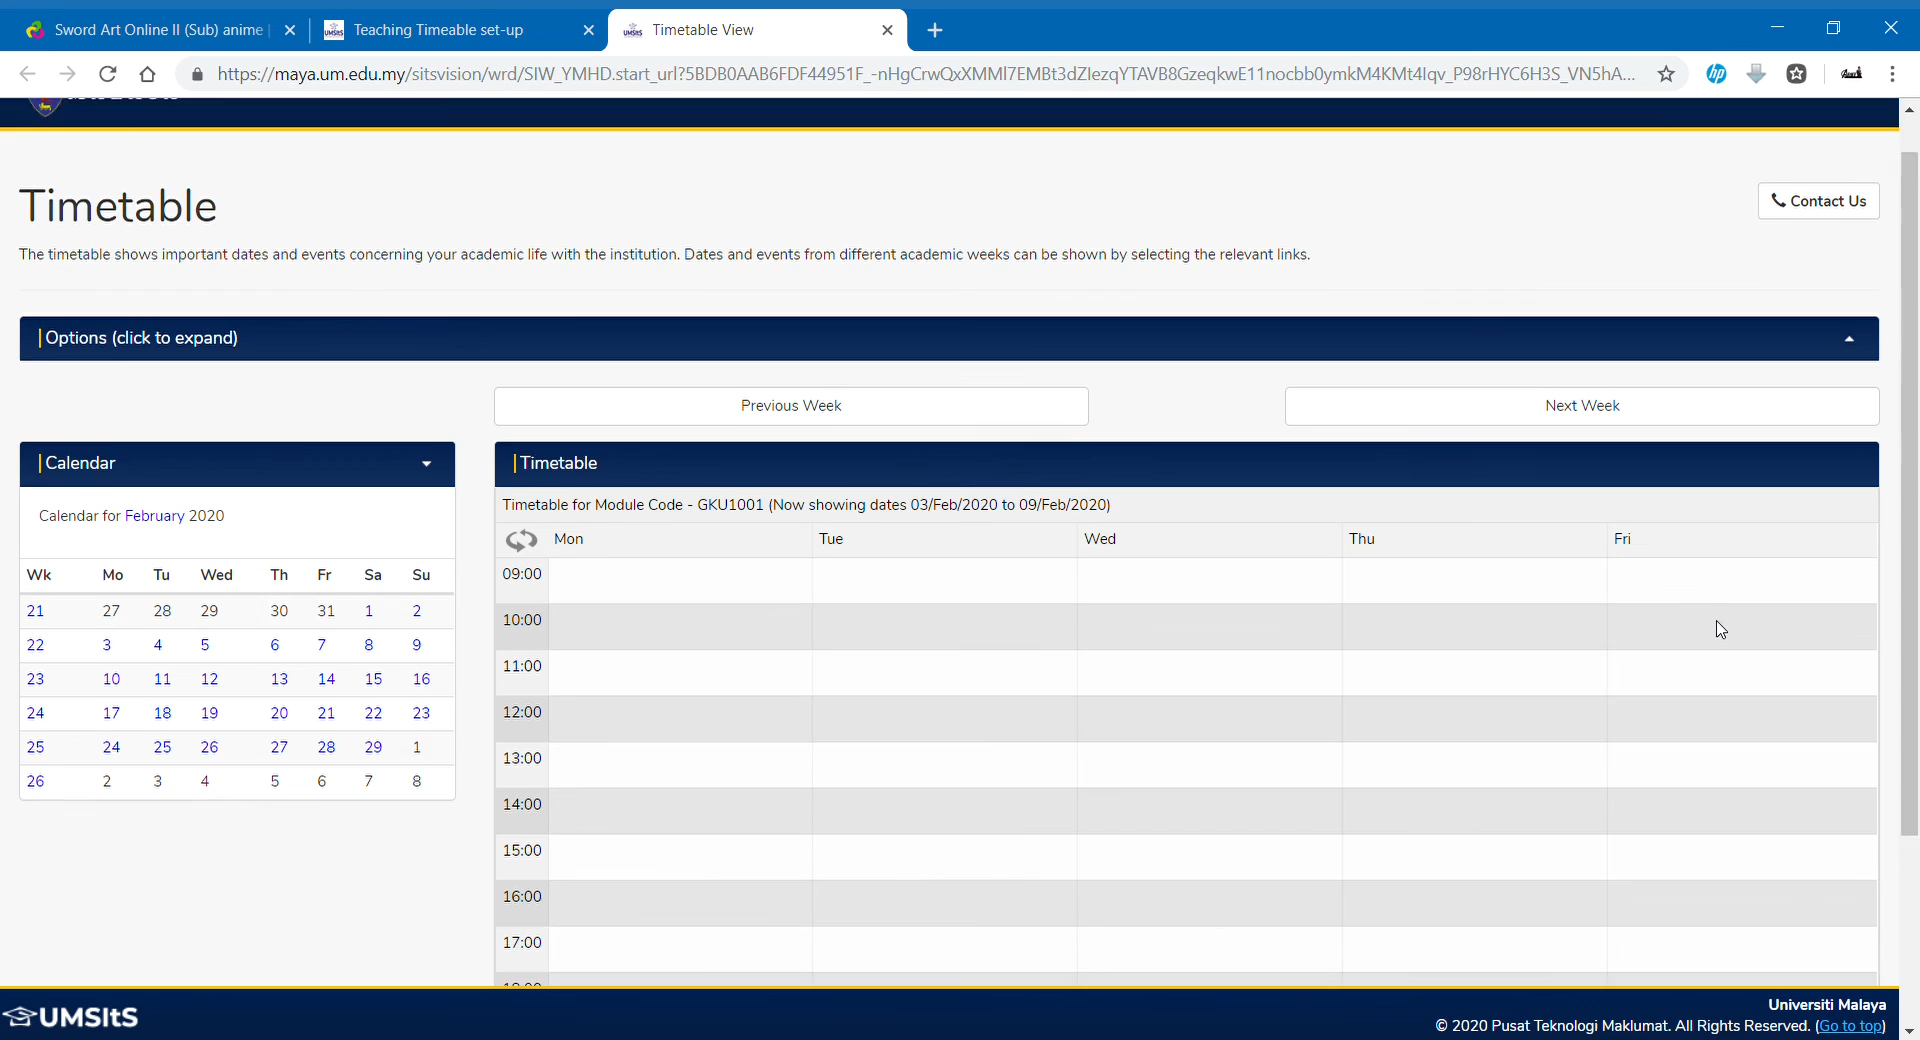 Sword Art Online II (Sub) anime
Teaching Timeable set-up
Timetable View
https://maya.um.edu.my/sitsvision/wrd/SIW_YMHD.start_url?5BDB0AAB6FDF44951F_-nHgCrwQxXMMl7EMBt3dZlezqYTAVB8GzeqkwE11nocbb0ymkM4KMt4Iqv_P98rHYC6H3S_VN5hA...
Timetable
Contact Us
The timetable shows important dates and events concerning your academic life with the institution. Dates and events from different academic weeks can be shown by selecting the relevant links.
Options (click to expand)
Previous Week
Next Week
Calendar
Calendar for February 2020
Wk Mo Tu Wed Th Fr Sa Su
21 27 28 29 30 31 1 2
22 3 4 5 6 7 8 9
23 10 11 12 13 14 15 16
24 17 18 19 20 21 22 23
25 24 25 26 27 28 29 1
26 2 3 4 5 6 7 8
Timetable
Timetable for Module Code - GKU1001 (Now showing dates 03/Feb/2020 to 09/Feb/2020)
Mon Tue Wed Thu Fri
09:00
10:00
11:00
12:00
13:00
14:00
15:00
16:00
17:00
UMSItS
Universiti Malaya
© 2020 Pusat Teknologi Maklumat. All Rights Reserved. (Go to top)